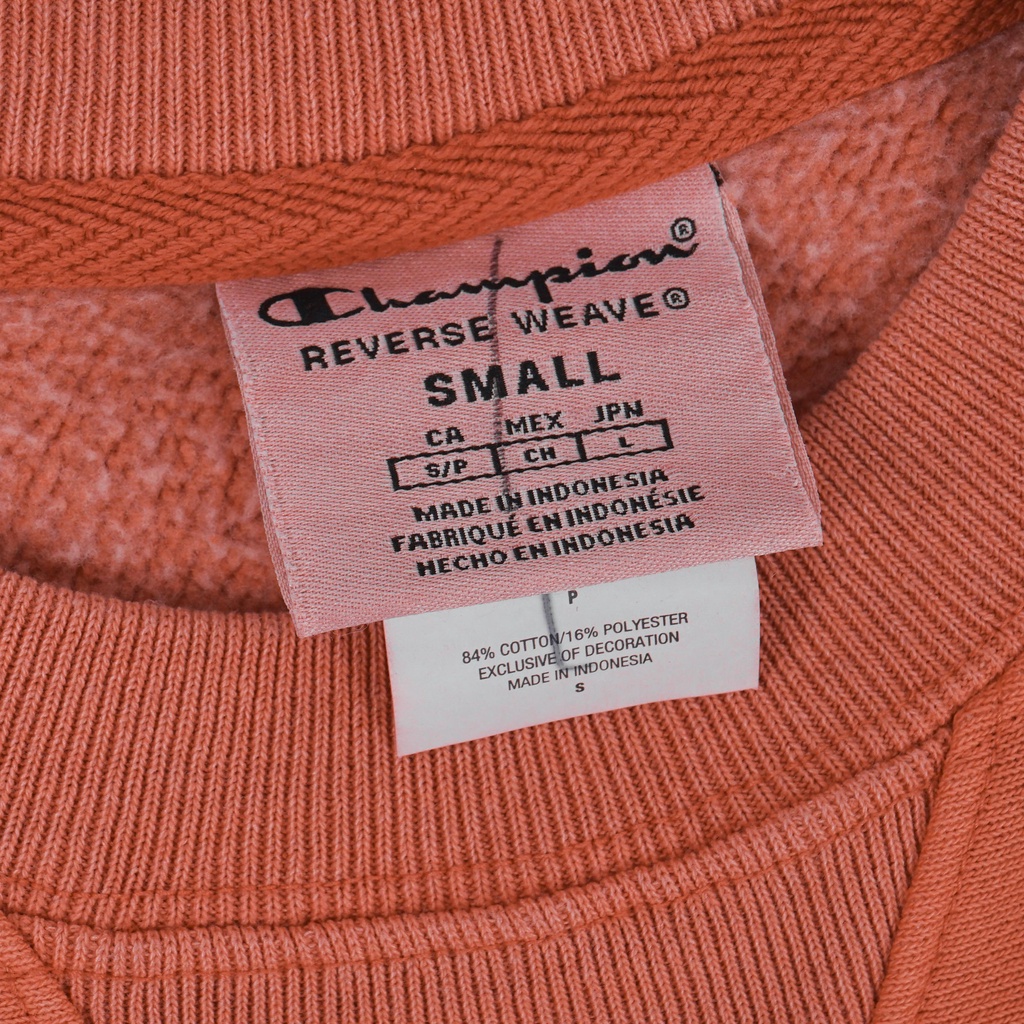 Champion®
REVERSE WEAVE®
SMALL
CA MEX JPN
S/P CH L
MADE IN INDONESIA
FABRIQUÉ EN INDONÉSIE
HECHO EN INDONESIA
P
84% COTTON/16% POLYESTER
EXCLUSIVE OF DECORATION
MADE IN INDONESIA
S